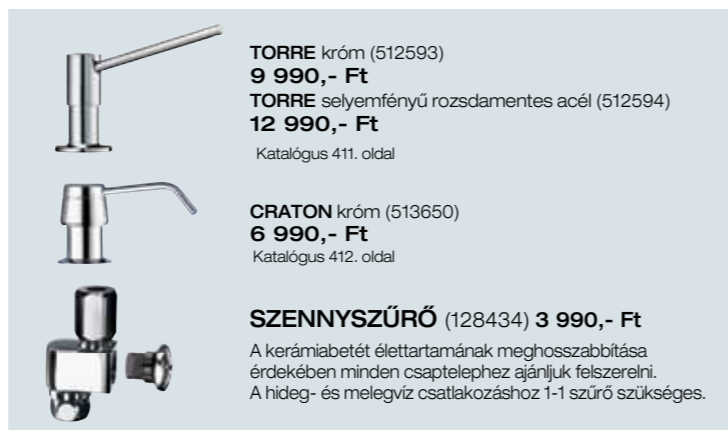 TORRE króm (512593)
9 990,- Ft
TORRE selyemfényű rozsdamentes acél (512594)
12 990,- Ft
Katalógus 411. oldal
CRATON króm (513650)
6 990,- Ft
Katalógus 412. oldal
SZENNYSZŰRŐ (128434) 3 990,- Ft
A kerámiabetét élettartamának meghosszabbítása
érdekében minden csaptelephez ajánljuk felszerelni.
A hideg- és melegvíz csatlakozáshoz 1-1 szűrő szükséges.